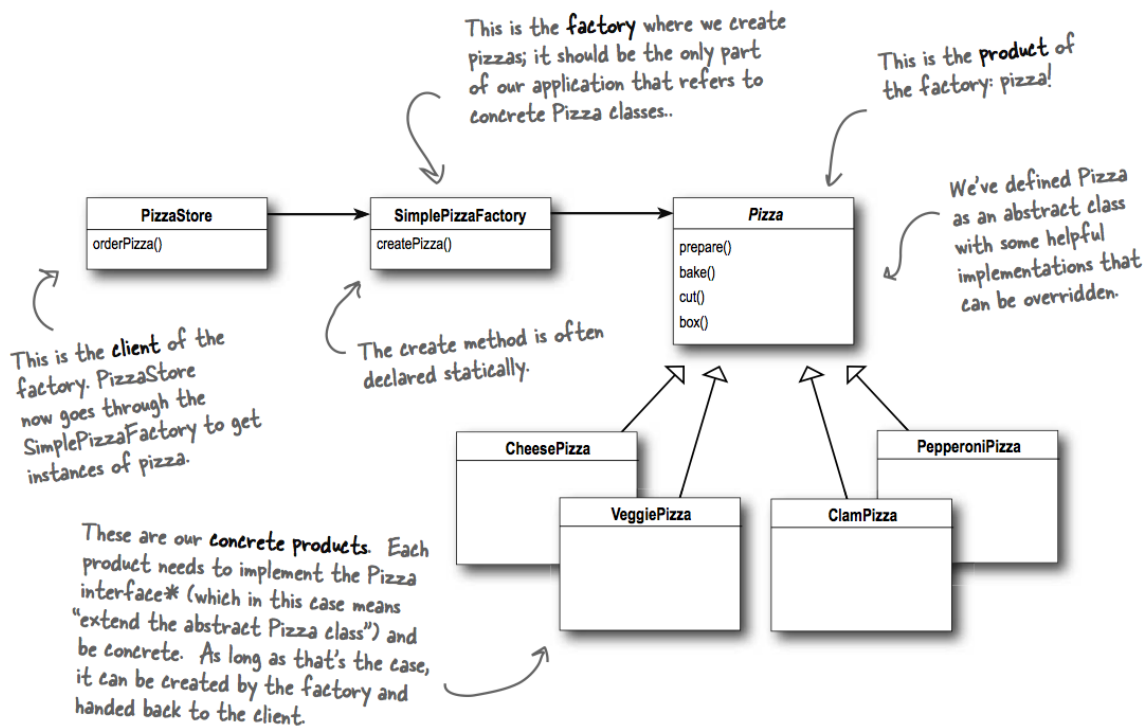 This is the factory where we create
pizzas; it should be the only part
of our application that refers to
concrete Pizza classes..
This is the product of
the factory: pizza!
PizzaStore
orderPizza()
SimplePizzaFactory
createPizza()
Pizza
prepare()
bake()
cut()
box()
We've defined Pizza
as an abstract class
with some helpful
implementations that
can be overridden.
This is the client of the
factory. PizzaStore
now goes through the
SimplePizzaFactory to get
instances of pizza.
The create method is often
declared statically.
CheesePizza
VeggiePizza
ClamPizza
PepperoniPizza
These are our concrete products. Each
product needs to implement the Pizza
interface* (which in this case means
“extend the abstract Pizza class”) and
be concrete. As long as that's the case,
it can be created by the factory and
handed back to the client.